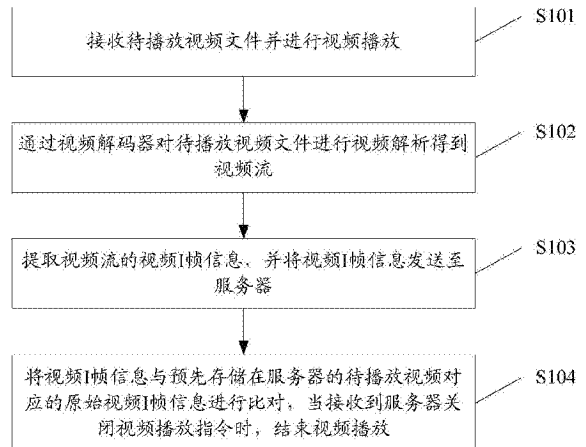 S101
接收待播放视频文件并进行视频播放
S102
通过视频解码器对待播放视频文件进行视频解析得到
视频流
S103
提取视频流的视频I帧信息，并将视频I帧信息发送至
服务器
S104
将视频I帧信息与预先存储在服务器的待播放视频对
应的原始视频I帧信息进行比对，当接收到服务器关
闭视频播放指令时，结束视频播放